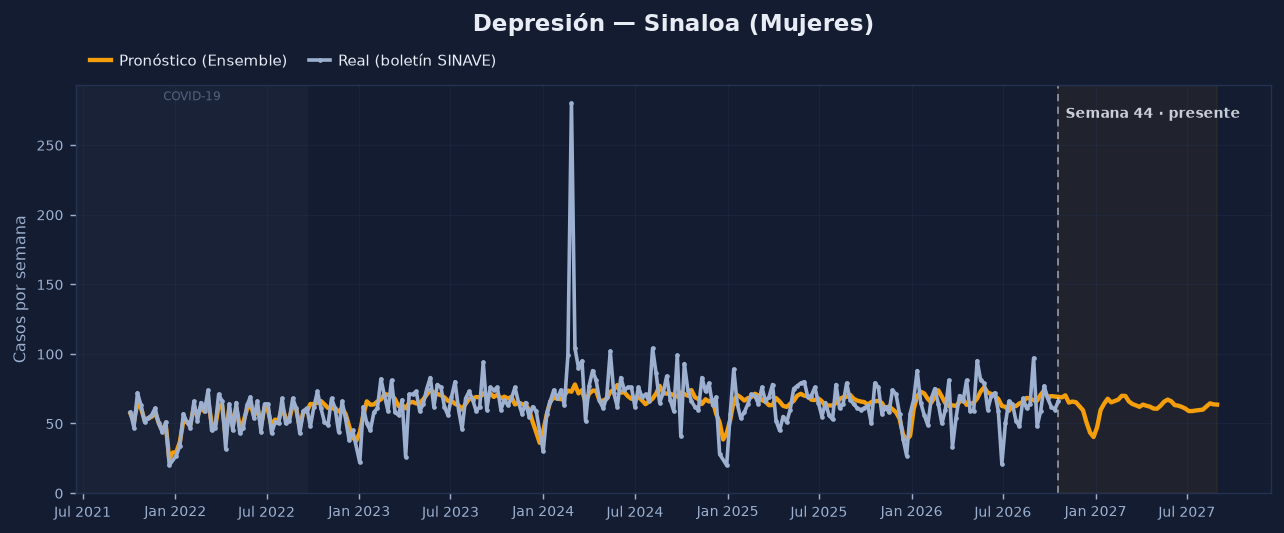 Depresión — Sinaloa (Mujeres)
Pronóstico (Ensemble)
Real (boletín SINAVE)
COVID-19
Semana 44 · presente
Casos por semana
250
200
150
100
50
0
Jul 2021
Jan 2022
Jul 2022
Jan 2023
Jul 2023
Jan 2024
Jul 2024
Jan 2025
Jul 2025
Jan 2026
Jul 2026
Jan 2027
Jul 2027